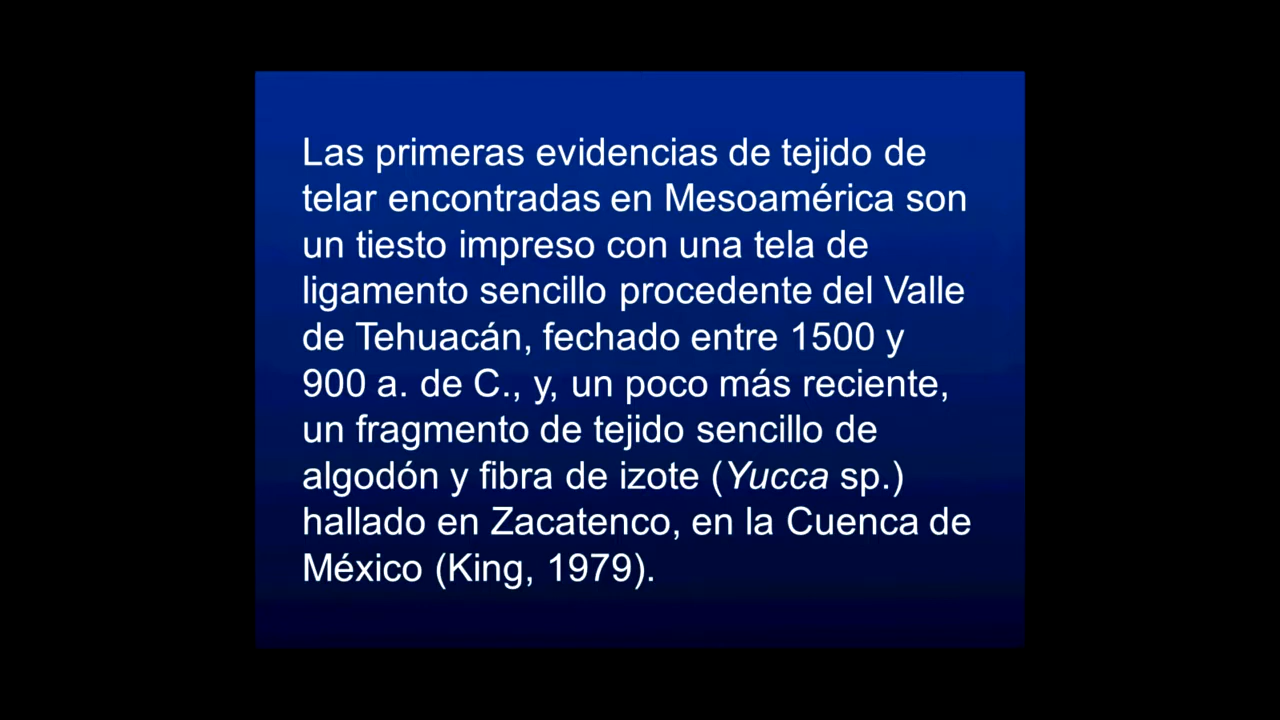 Las primeras evidencias de tejido de
telar encontradas en Mesoamérica son
un tiesto impreso con una tela de
ligamento sencillo procedente del Valle
de Tehuacán, fechado entre 1500 y
900 a. de C., y, un poco más reciente,
un fragmento de tejido sencillo de
algodón y fibra de izote (Yucca sp.)
hallado en Zacatenco, en la Cuenca de
México (King, 1979).